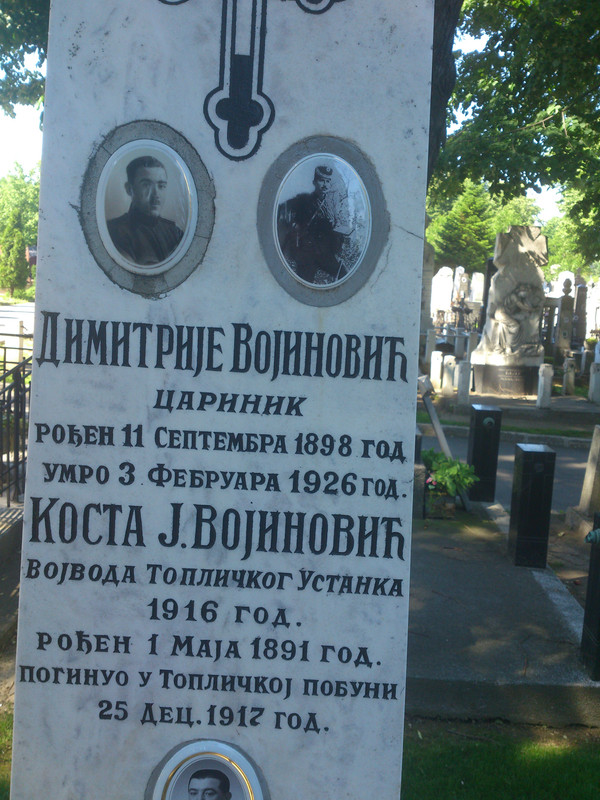 Димитрије Војиновић
цариник
рођен 11 Септембра 1898 год
умро 3 Фебруара 1926 год.
Коста Ј. Војиновић
војвода Топличког Устанка
1916 год.
рођен 1 Маја 1891 год.
погинуо у Топличкој побуни
25 Дец. 1917 год.